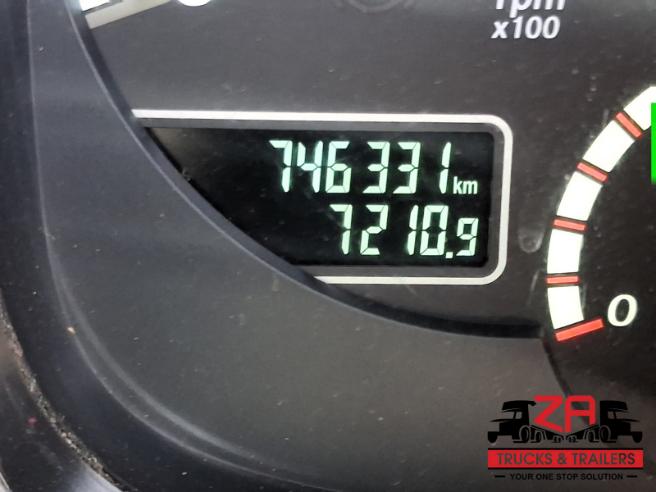 rpm
x100
746331 km
7210.9
0
ZA
TRUCKS & TRAILERS
YOUR ONE STOP SOLUTION